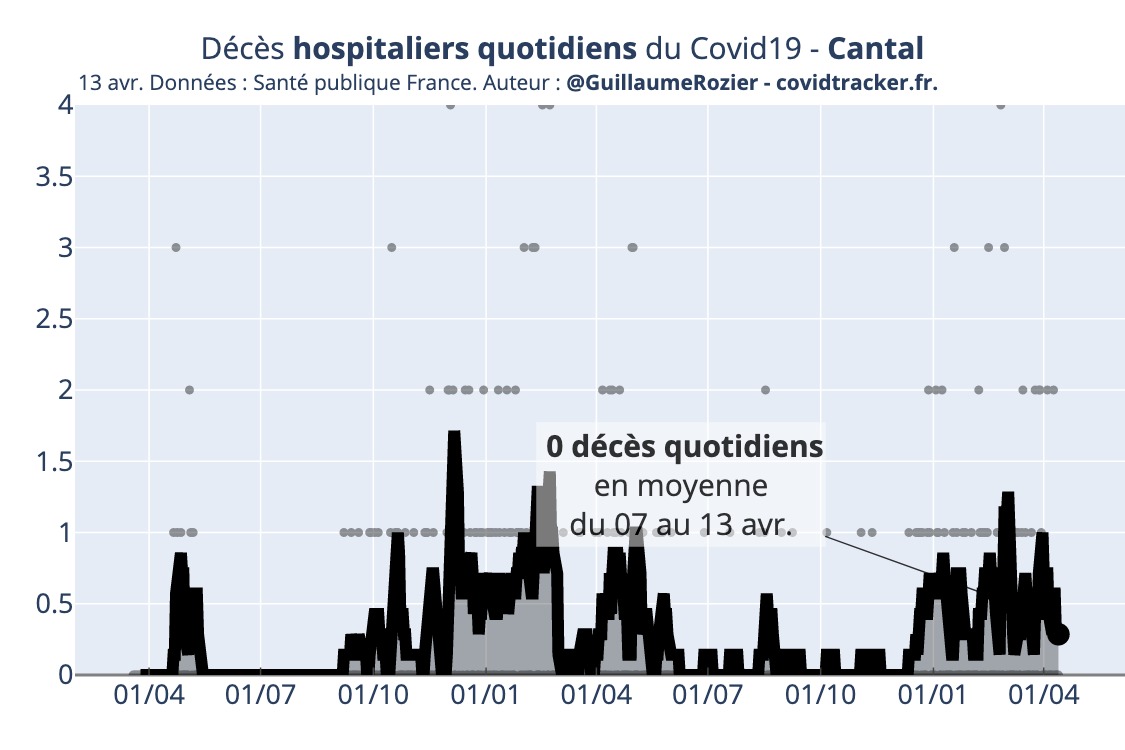 Décès hospitaliers quotidiens du Covid19 - Cantal
13 avr. Données : Santé publique France. Auteur : @GuillaumeRozier - covidtracker.fr.
4
3.5
3
2.5
2
1.5
1
0.5
0
0 décès quotidiens
en moyenne
du 07 au 13 avr.
01/04 01/07 01/10 01/01 01/04 01/07 01/10 01/01 01/04